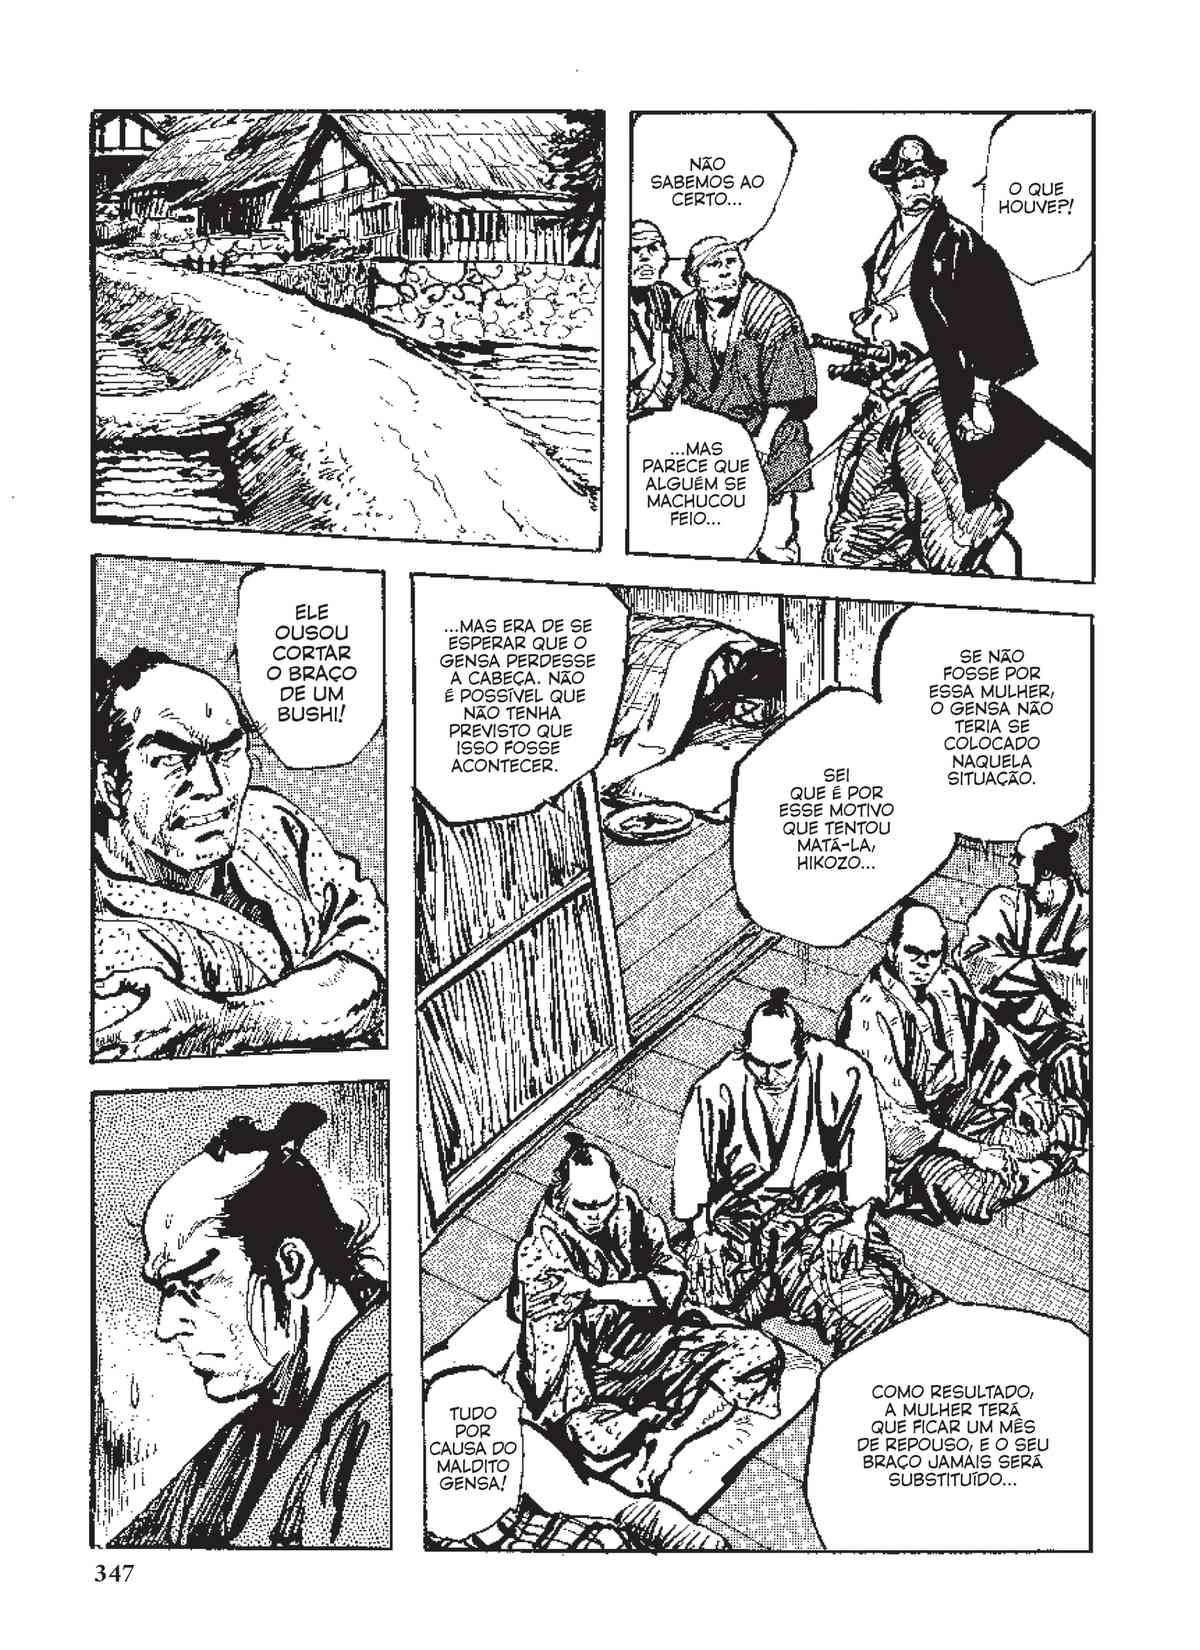 O QUE
HOUVE?!
NÃO
SABEMOS AO
CERTO...
...MAS
PARECE QUE
ALGUÉM SE
MACHUCOU
FEIO...
SE NÃO
FOSSE POR
ESSA MULHER,
O GENSA NÃO
TERIA SE
COLOCADO
NAQUELA
SITUAÇÃO.
SEI
QUE É POR
ESSE MOTIVO
QUE TENTOU
MATÁ-LA,
HIKOZO...
...MAS ERA DE SE
ESPERAR QUE O
GENSA PERDESSE
A CABEÇA. NÃO
É POSSÍVEL QUE
NÃO TENHA
PREVISTO QUE
ISSO FOSSE
ACONTECER.
COMO RESULTADO,
A MULHER TERÁ
QUE FICAR UM MÊS
DE REPOUSO, E O SEU
BRAÇO JAMAIS SERÁ
SUBSTITUÍDO...
TUDO
POR
CAUSA DO
MALDITO
GENSA!
ELE
OUSOU
CORTAR
O BRAÇO
DE UM
BUSHI!
347